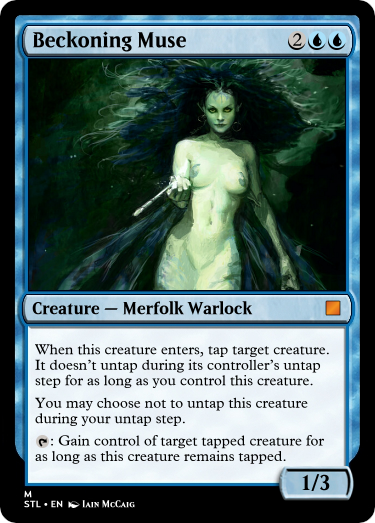 Beckoning Muse 2
Creature — Merfolk Warlock
When this creature enters, tap target creature.
It doesn't untap during its controller's untap
step for as long as you control this creature.
You may choose not to untap this creature
during your untap step.
: Gain control of target tapped creature for
as long as this creature remains tapped.
1/3
M
STL • EN Iain McCaig